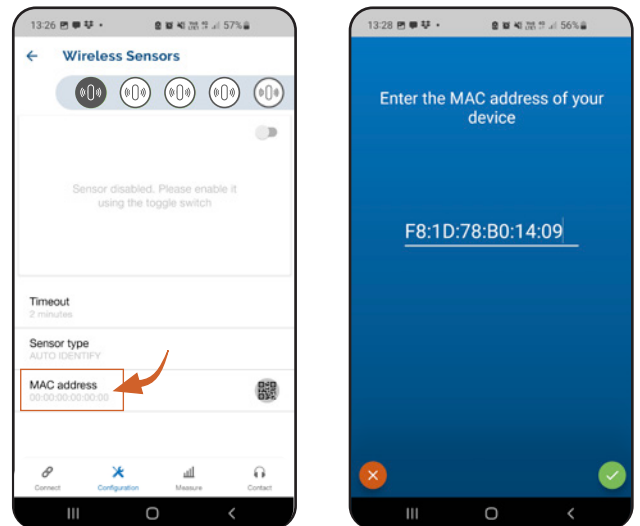 13:26
57%
Wireless Sensors
Sensor disabled. Please enable it
using the toggle switch
Timeout
2 minutes
Sensor type
AUTO IDENTIFY
MAC address
00:00:00:00:00:00
Connect
Configuration
Measure
Contact
13:28
56%
Enter the MAC address of your
device
F8:1D:78:B0:14:09